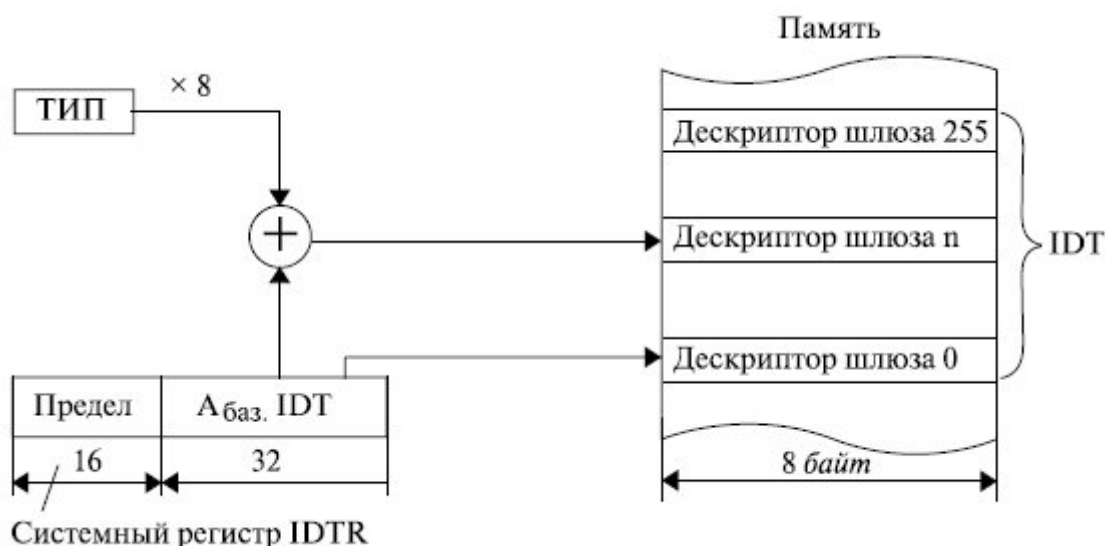 Память
× 8
ТИП
Дескриптор шлюза 255
+
Дескриптор шлюза n
IDT
Дескриптор шлюза 0
Предел
Aбаз. IDT
16
32
8 байт
Системный регистр IDTR